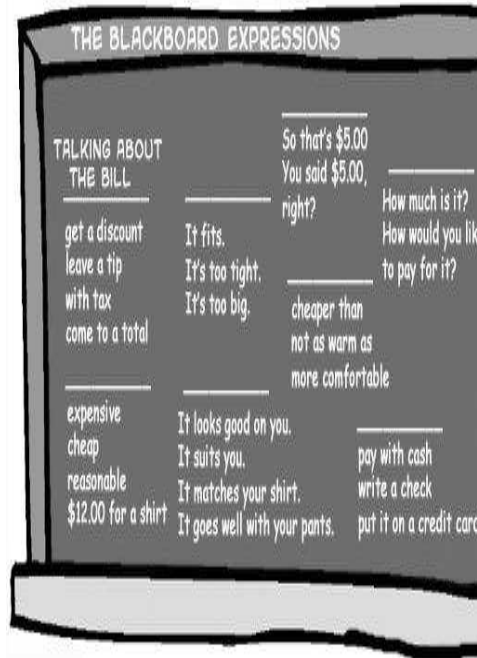 THE BLACKBOARD EXPRESSIONS
TALKING ABOUT
THE BILL
get a discount
leave a tip
with tax
come to a total
It fits.
It's too tight.
It's too big.
So that's $5.00
You said $5.00,
right?
How much is it?
How would you lik
to pay for it?
cheaper than
not as warm as
more comfortable
expensive
cheap
reasonable
$12.00 for a shirt
It looks good on you.
It suits you.
It matches your shirt.
It goes well with your pants.
pay with cash
write a check
put it on a credit card